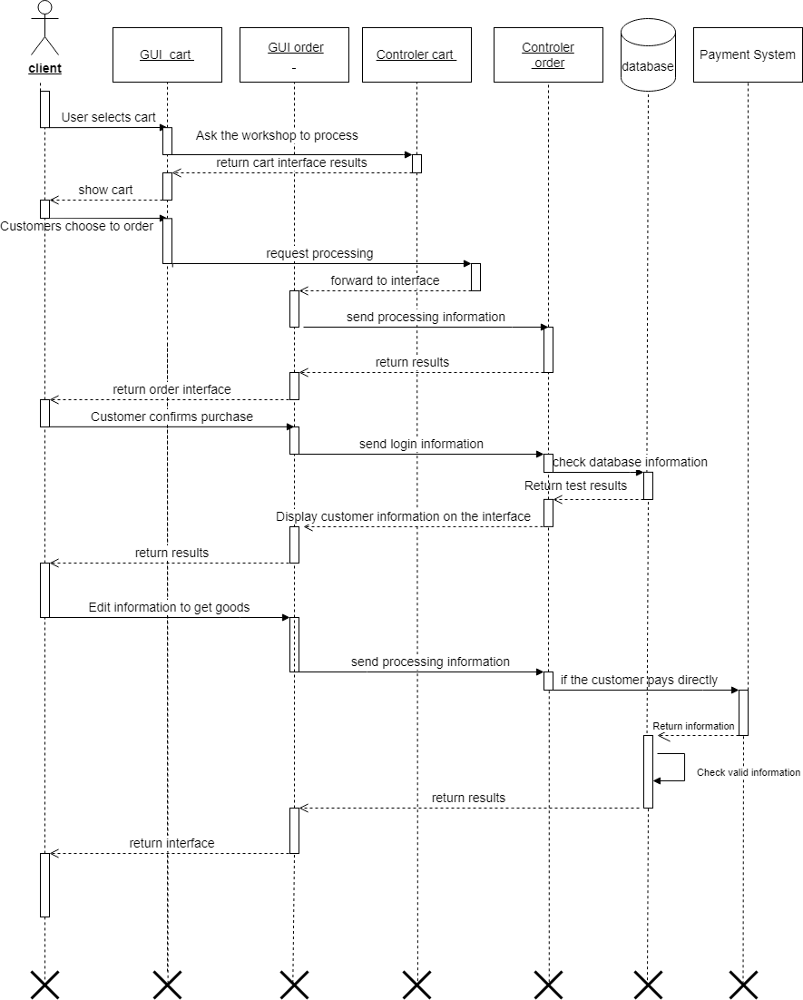 client
GUI  cart
GUI order
-
Controler cart
Controler
order
database
Payment System
User selects cart
Ask the workshop to process
return cart interface results
show cart
Customers choose to order
request processing
forward to interface
send processing information
return results
return order interface
Customer confirms purchase
send login information
check database information
Return test results
Display customer information on the interface
return results
Edit information to get goods
send processing information
if the customer pays directly
Return information
Check valid information
return results
return interface